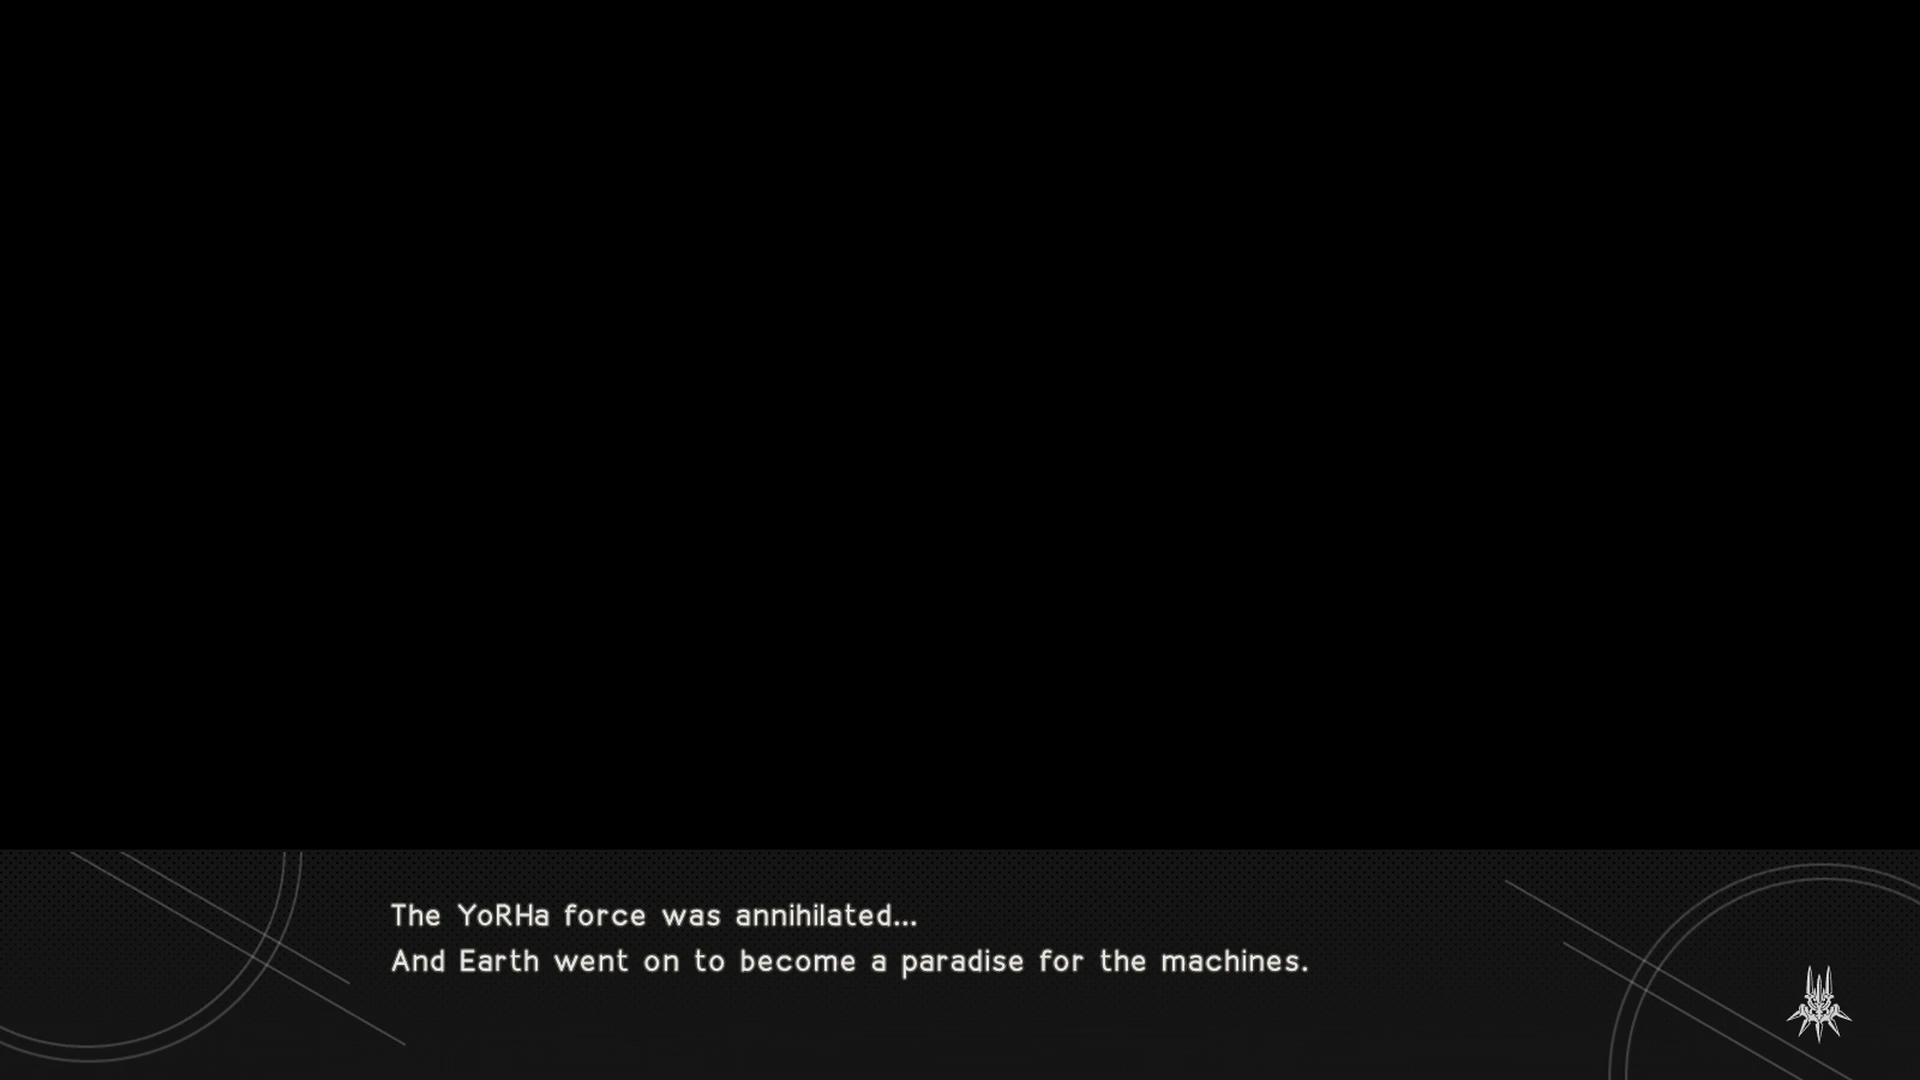 The YoRHa force was annihilated...
And Earth went on to become a paradise for the machines.